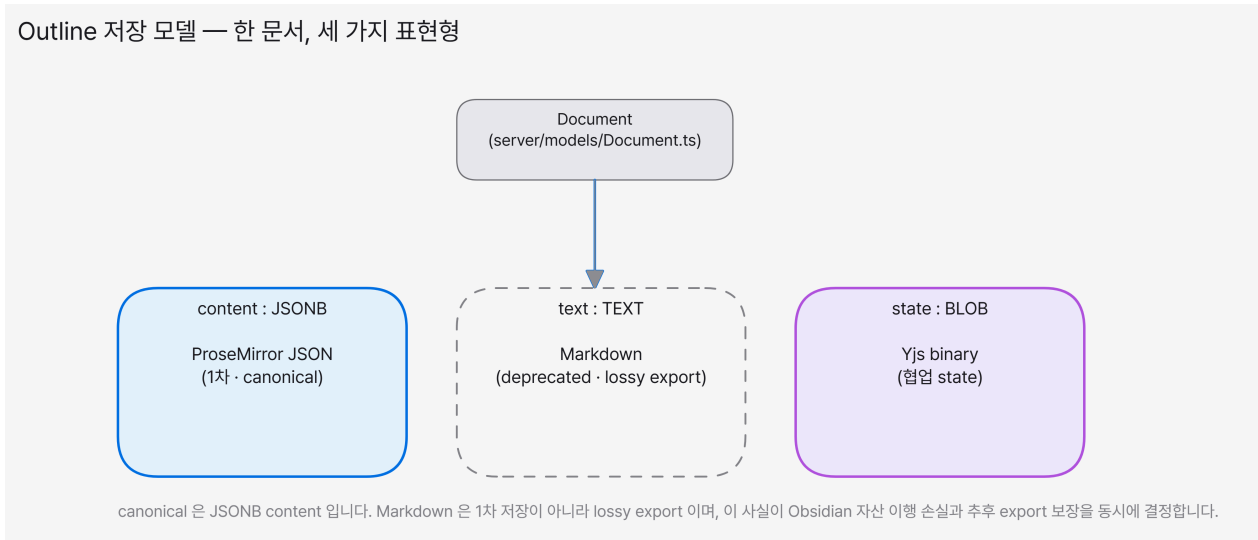 Outline 저장 모델 — 한 문서, 세 가지 표현형
Document
(server/models/Document.ts)
content : JSONB
ProseMirror JSON
(1차 · canonical)
text : TEXT
Markdown
(deprecated · lossy export)
state : BLOB
Yjs binary
(협업 state)
canonical 은 JSONB content 입니다. Markdown 은 1차 저장이 아니라 lossy export 이며, 이 사실이 Obsidian 자산 이행 손실과 추후 export 보장을 동시에 결정합니다.